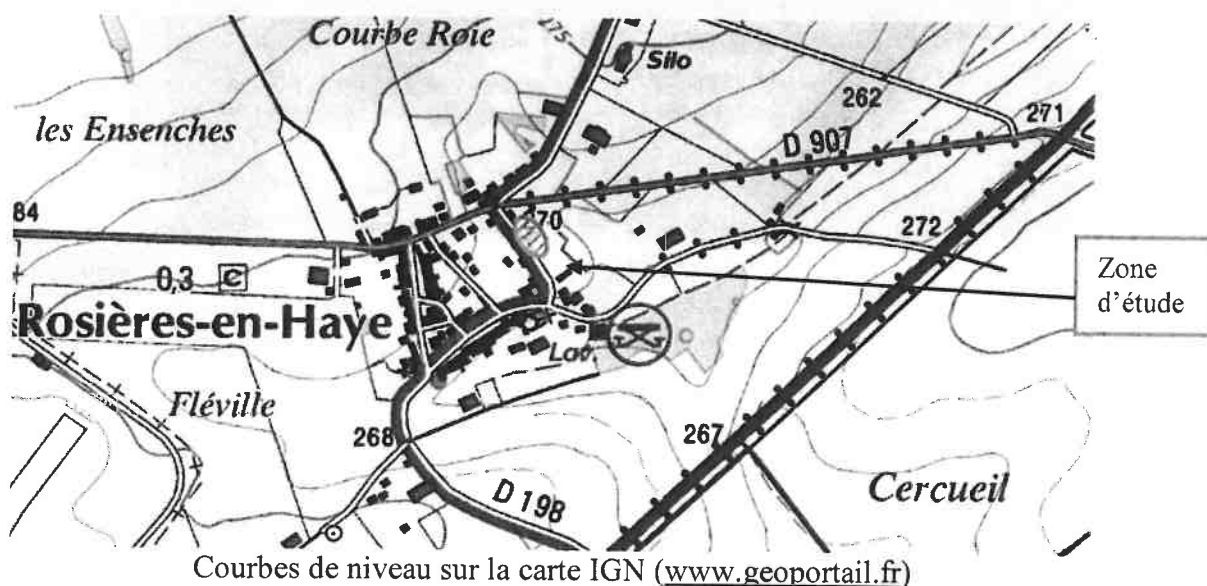 Courbe Roie
275
Silo
les Ensenches
262
271
D 907
84
270
272
Zone
d'étude
0,3
C
Rosières-en-Haye
Lav.
Fléville
268
267
Cercueil
D 198
Courbes de niveau sur la carte IGN (www.geoportail.fr)